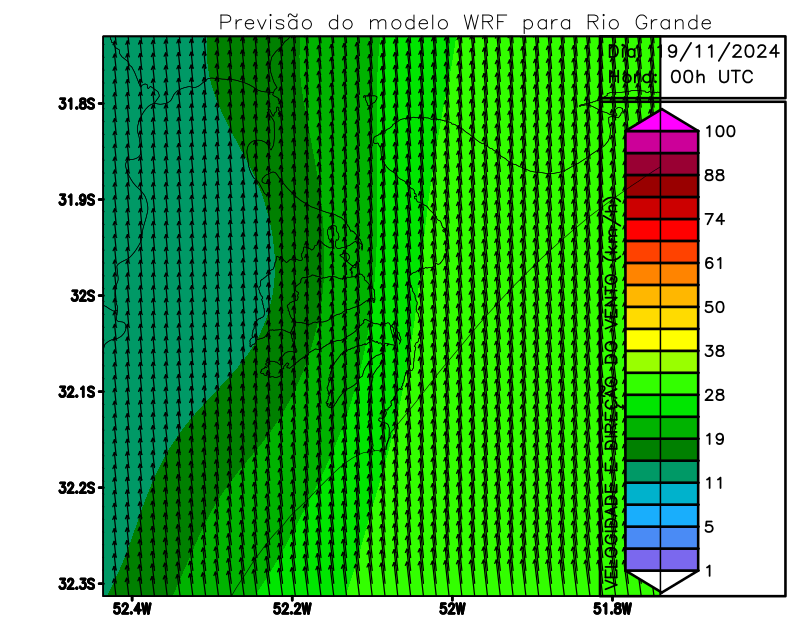 Previsão do modelo WRF para Rio Grande
Dia: 19/11/2024
Hora: 00h UTC
31.8S
31.9S
32S
32.1S
32.2S
32.3S
52.4W
52.2W
52W
51.8W
VELOCIDADE E DIREÇÃO DO VENTO (km/h)
100
88
74
61
50
38
28
19
11
5
1